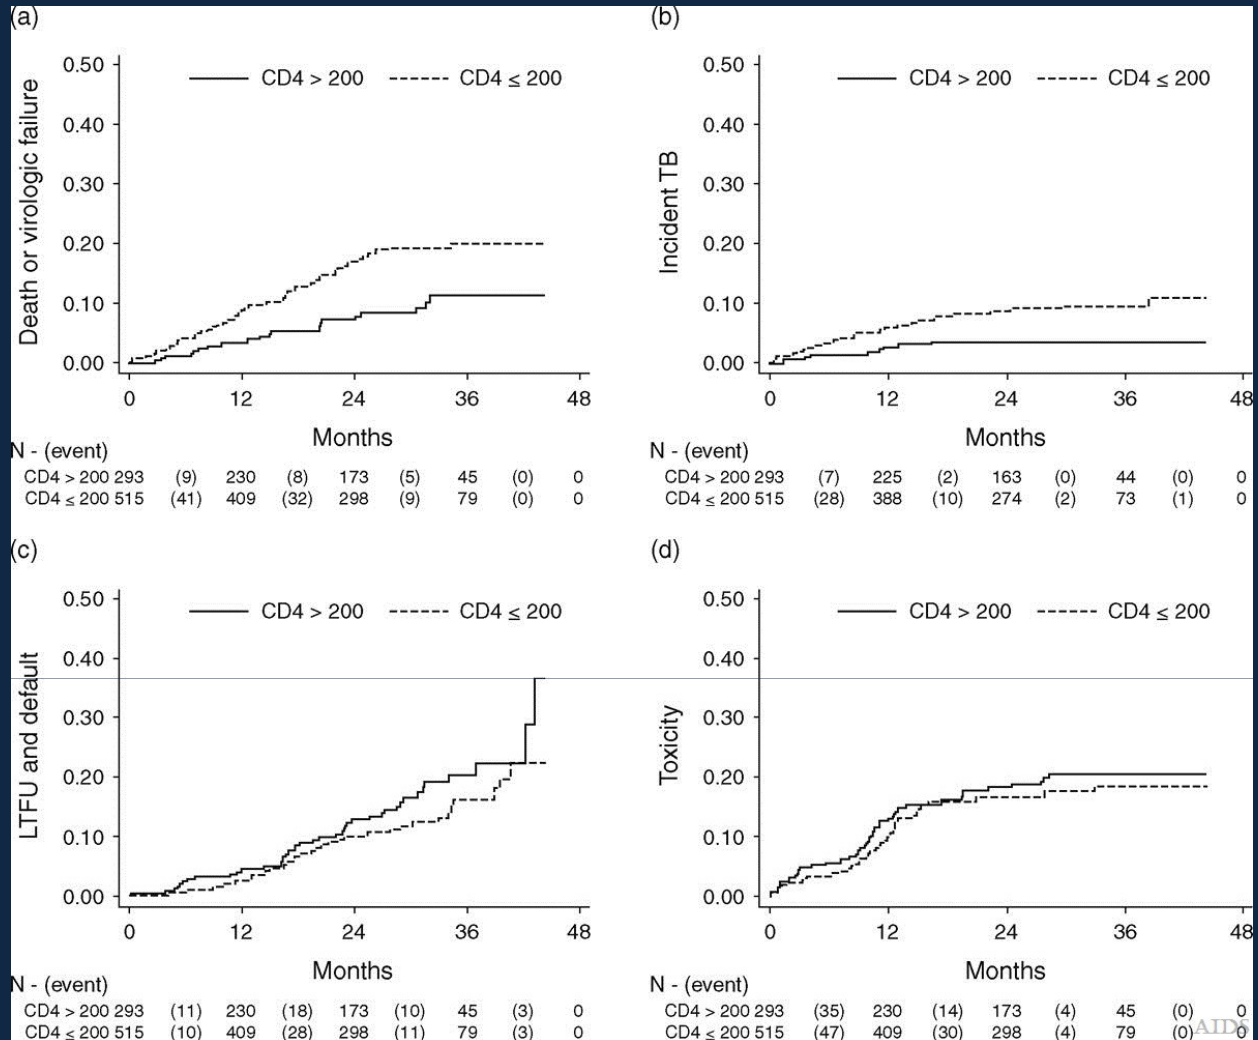 (a)
Death or virologic failure
0.50
0.40
0.30
0.20
0.10
0.00
CD4 > 200 CD4 ≤ 200
0 12 24 36 48
Months
N - (event)
CD4 > 200 293 (9) 230 (8) 173 (5) 45 (0) 0
CD4 ≤ 200 515 (41) 409 (32) 298 (9) 79 (0) 0
(b)
Incident TB
0.50
0.40
0.30
0.20
0.10
0.00
CD4 > 200 CD4 ≤ 200
0 12 24 36 48
Months
N - (event)
CD4 > 200 293 (7) 225 (2) 163 (0) 44 (0) 0
CD4 ≤ 200 515 (28) 388 (10) 274 (2) 73 (1) 0
(c)
LTFU and default
0.50
0.40
0.30
0.20
0.10
0.00
CD4 > 200 CD4 ≤ 200
0 12 24 36 48
Months
N - (event)
CD4 > 200 293 (11) 230 (18) 173 (10) 45 (3) 0
CD4 ≤ 200 515 (10) 409 (28) 298 (11) 79 (3) 0
(d)
Toxicity
0.50
0.40
0.30
0.20
0.10
0.00
CD4 > 200 CD4 ≤ 200
0 12 24 36 48
Months
N - (event)
CD4 > 200 293 (35) 230 (14) 173 (4) 45 (0) 0
CD4 ≤ 200 515 (47) 409 (30) 298 (4) 79 (0) 0
AIDS